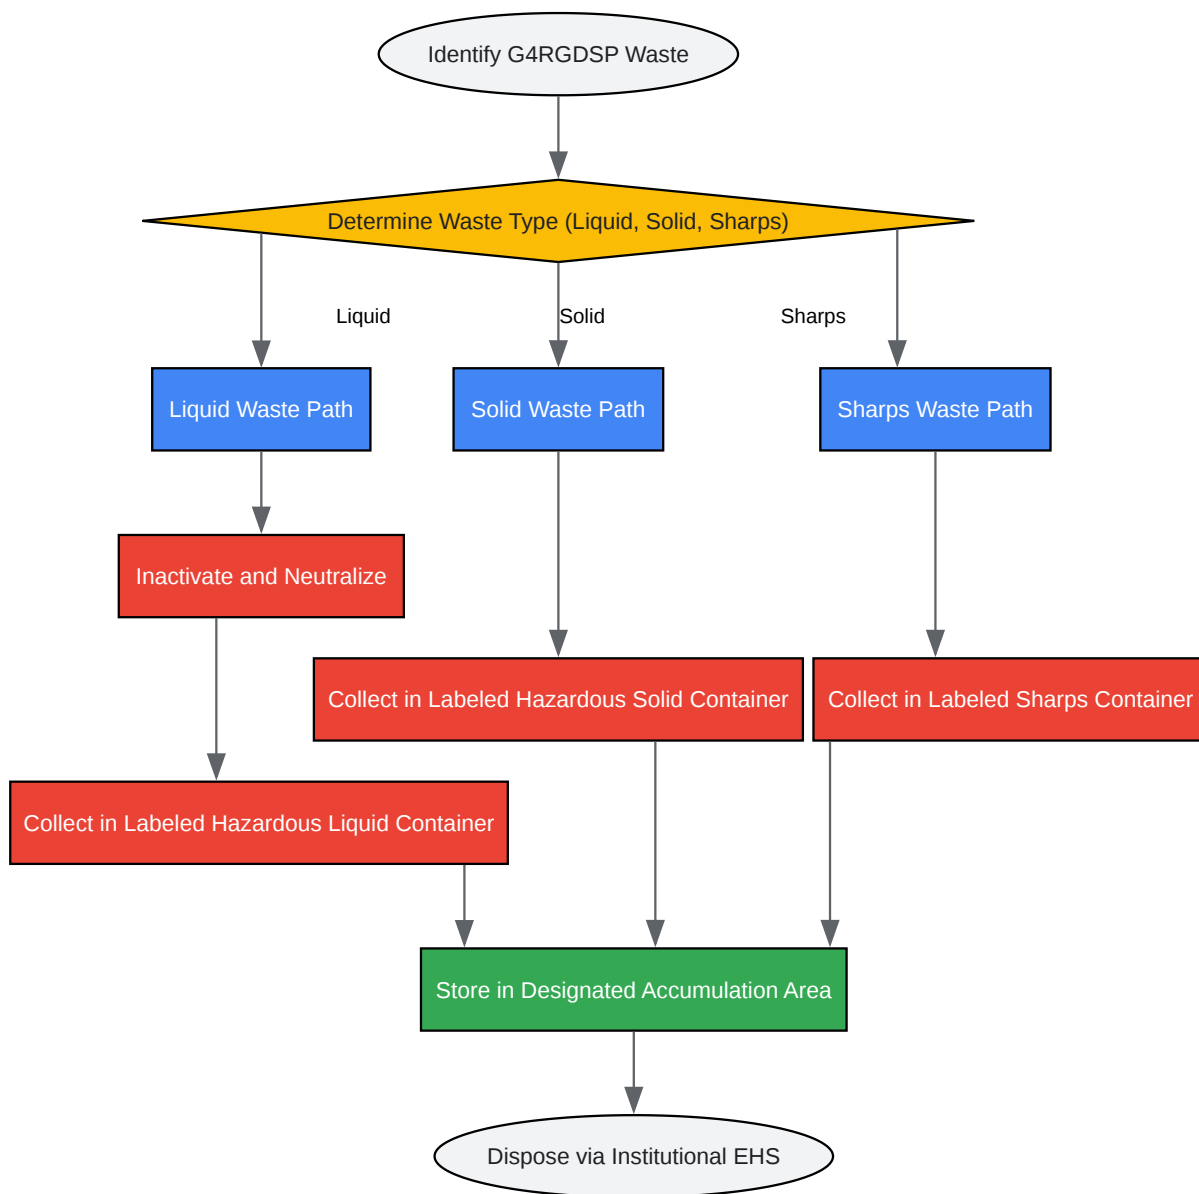 Identify G4RGDSP Waste
Determine Waste Type (Liquid, Solid, Sharps)
Liquid
Solid
Sharps
Liquid Waste Path
Solid Waste Path
Sharps Waste Path
Inactivate and Neutralize
Collect in Labeled Hazardous Solid Container
Collect in Labeled Sharps Container
Collect in Labeled Hazardous Liquid Container
Store in Designated Accumulation Area
Dispose via Institutional EHS